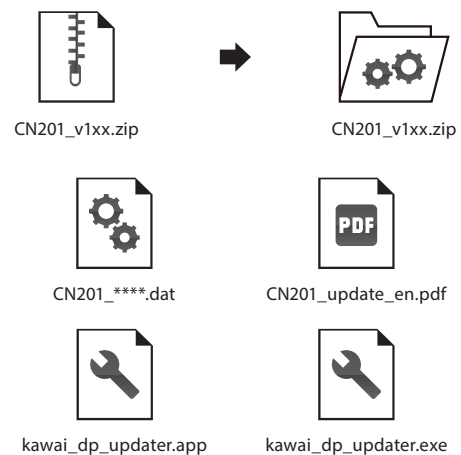 CN201_v1xx.zip
CN201_v1xx.zip
PDF
CN201_****.dat
CN201_update_en.pdf
kawai_dp_updater.app
kawai_dp_updater.exe